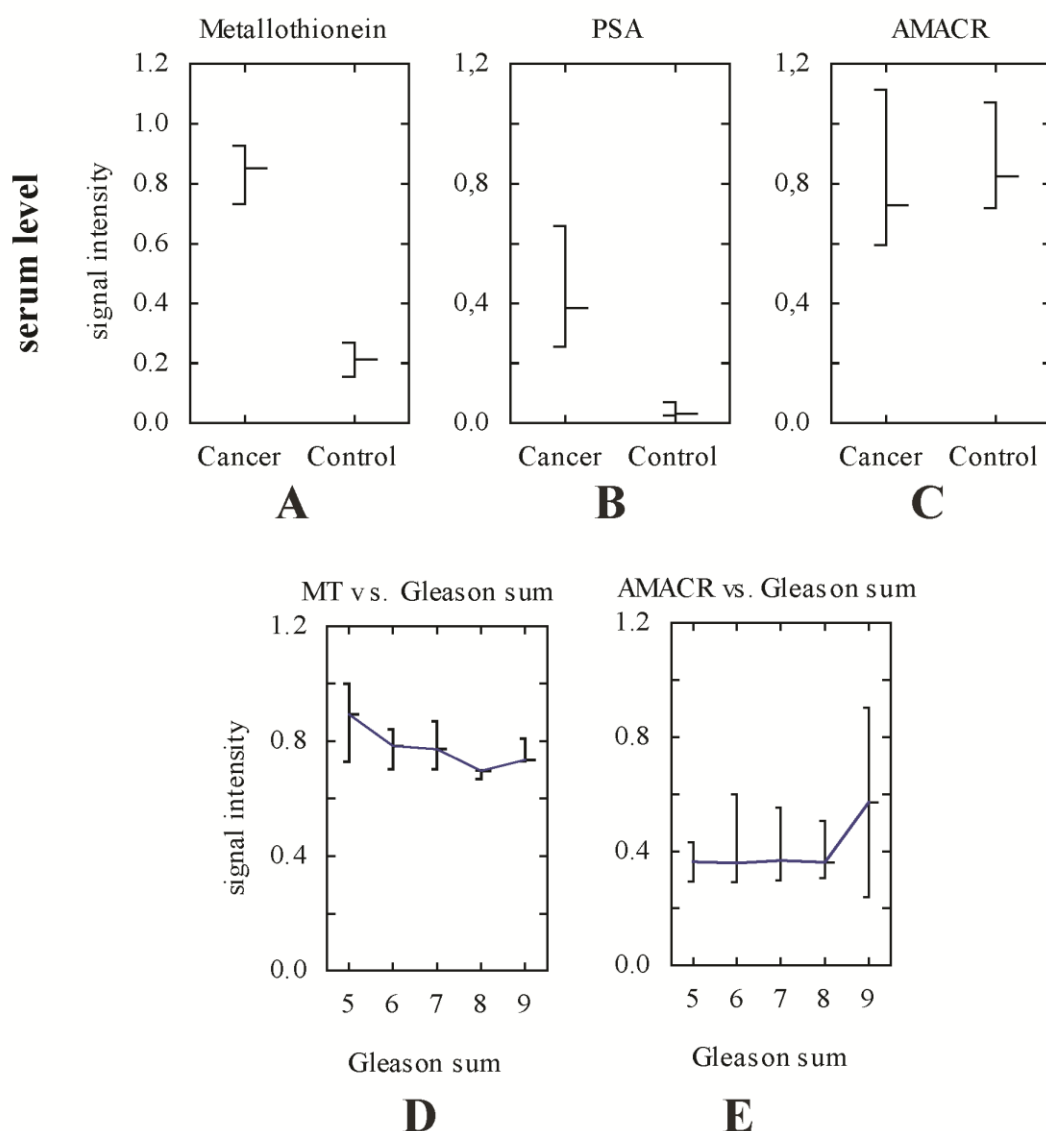 Metallothionein PSA AMACR
1.2 1,2 1,2
1.0
0.8 0,8 0,8
0.6
0.4 0,4 0,4
0.2
0.0 0.0 0.0
serum level
signal intensity
Cancer Control Cancer Control Cancer Control
A B C
MT vs. Gleason sum AMACR vs. Gleason sum
1.2 1.2
0.8 0.8
0.4 0.4
0.0 0.0
signal intensity
5 6 7 8 9 5 6 7 8 9
Gleason sum Gleason sum
D E